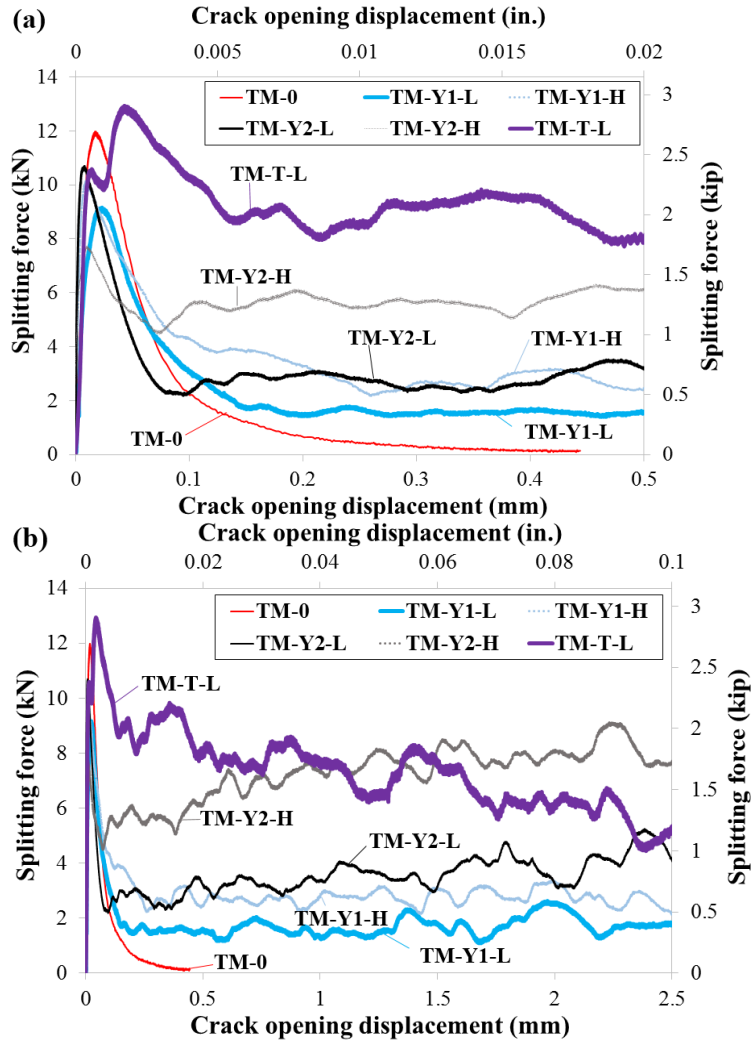 (a)
Crack opening displacement (in.)
0 0.005 0.01 0.015 0.02
14
12
10
8
6
4
2
0
Splitting force (kN)
3
2.5
2
1.5
1
0.5
0
Splitting force (kip)
TM-0 TM-Y1-L TM-Y1-H
TM-Y2-L TM-Y2-H TM-T-L
TM-T-L
TM-Y2-H
TM-Y2-L
TM-Y1-H
TM-0
TM-Y1-L
0 0.1 0.2 0.3 0.4 0.5
Crack opening displacement (mm)
(b)
Crack opening displacement (in.)
0 0.02 0.04 0.06 0.08 0.1
14
12
10
8
6
4
2
0
Splitting force (kN)
3
2.5
2
1.5
1
0.5
0
Splitting force (kip)
TM-0 TM-Y1-L TM-Y1-H
TM-Y2-L TM-Y2-H TM-T-L
TM-T-L
TM-Y2-H
TM-Y2-L
TM-Y1-H
TM-Y1-L
TM-0
0 0.5 1 1.5 2 2.5
Crack opening displacement (mm)